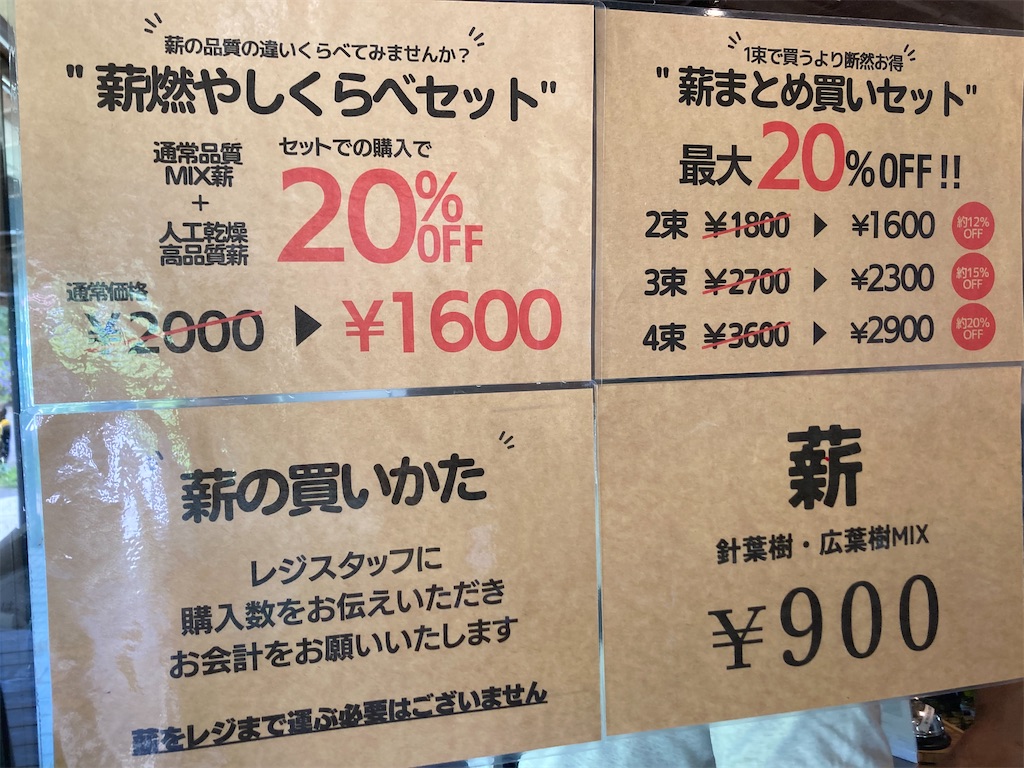 薪の品質の違いくらべてみませんか?
"薪燃やしくらべセット"
通常品質
MIX薪
+
人工乾燥
高品質薪
セットでの購入で
20%OFF
通常価格
¥2000 ▶ ¥1600
1束で買うより断然お得
"薪まとめ買いセット"
最大20%OFF!!
2束 ¥1800 ▶ ¥1600 約12%OFF
3束 ¥2700 ▶ ¥2300 約15%OFF
4束 ¥3600 ▶ ¥2900 約20%OFF
薪の買いかた
レジスタッフに
購入数をお伝えいただき
お会計をお願いいたします
薪をレジまで運ぶ必要はございません
薪
針葉樹・広葉樹MIX
¥900